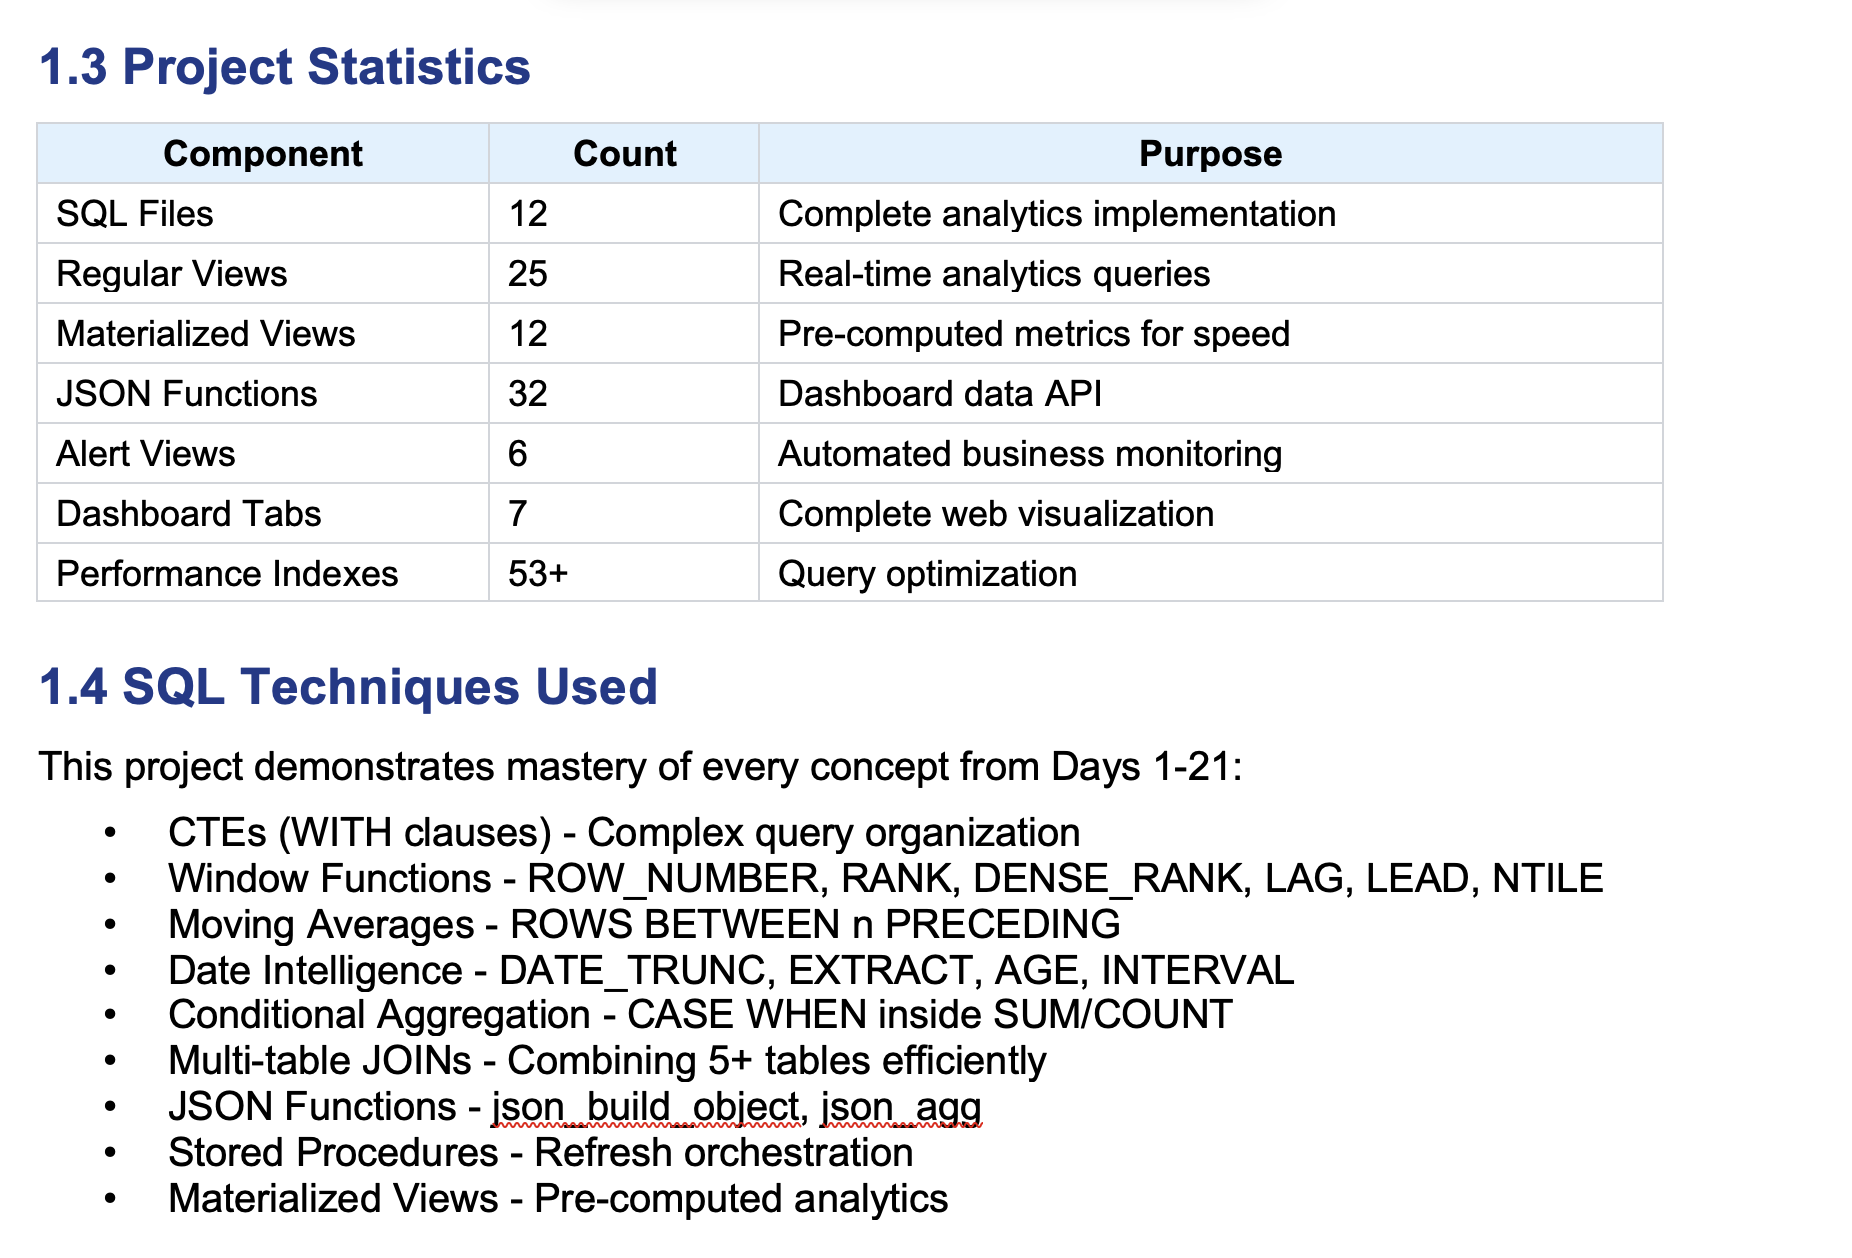 1.3 Project Statistics
Component Count Purpose
SQL Files 12 Complete analytics implementation
Regular Views 25 Real-time analytics queries
Materialized Views 12 Pre-computed metrics for speed
JSON Functions 32 Dashboard data API
Alert Views 6 Automated business monitoring
Dashboard Tabs 7 Complete web visualization
Performance Indexes 53+ Query optimization
1.4 SQL Techniques Used
This project demonstrates mastery of every concept from Days 1-21:
• CTEs (WITH clauses) - Complex query organization
• Window Functions - ROW_NUMBER, RANK, DENSE_RANK, LAG, LEAD, NTILE
• Moving Averages - ROWS BETWEEN n PRECEDING
• Date Intelligence - DATE_TRUNC, EXTRACT, AGE, INTERVAL
• Conditional Aggregation - CASE WHEN inside SUM/COUNT
• Multi-table JOINs - Combining 5+ tables efficiently
• JSON Functions - json_build_object, json_agg
• Stored Procedures - Refresh orchestration
• Materialized Views - Pre-computed analytics